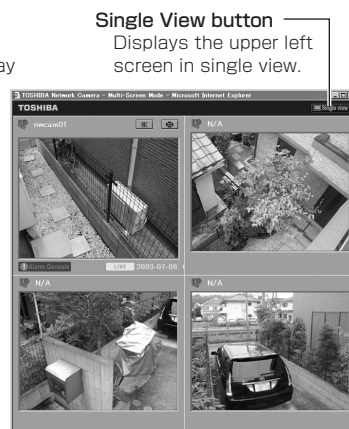 Single View button
Displays the upper left
ay
screen in single view.
TOSHIBA Network Camera - Multi-Screen Mode - Microsoft Internet Explorer
TOSHIBA
Single view
nwcam01
N/A
Alarm Genesis
LIVE 2003-07-08
N/A
N/A